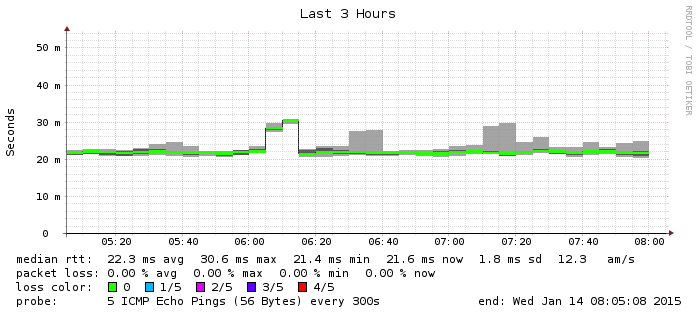 Last 3 Hours
RRDTOOL / TOBI OETIKER
Seconds
50 m
40 m
30 m
20 m
10 m
0
05:20 05:40 06:00 06:20 06:40 07:00 07:20 07:40 08:00
median rtt: 22.3 ms avg 30.6 ms max 21.4 ms min 21.6 ms now 1.8 ms sd 12.3 am/s
packet loss: 0.00 % avg 0.00 % max 0.00 % min 0.00 % now
loss color: 0 1/5 2/5 3/5 4/5
probe: 5 ICMP Echo Pings (56 Bytes) every 300s end: Wed Jan 14 08:05:08 2015